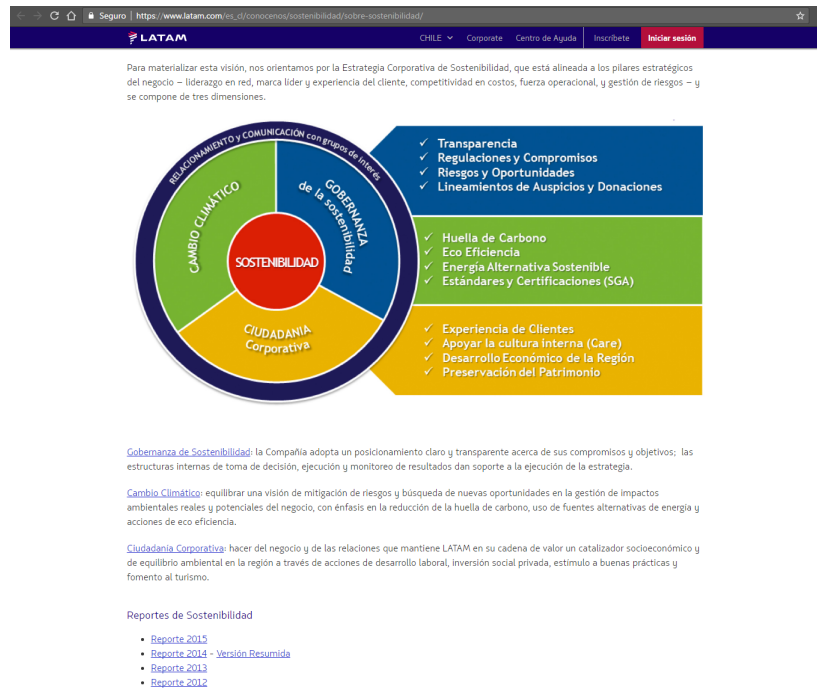 Seguro | https://www.latam.com/es_cl/conocenos/sostenibilidad/sobre-sostenibilidad/
LATAM
CHILE Corporate Centro de Ayuda Inscríbete Iniciar sesión
Para materializar esta visión, nos orientamos por la Estrategia Corporativa de Sostenibilidad, que está alineada a los pilares estratégicos
del negocio – liderazgo en red, marca líder y experiencia del cliente, competitividad en costos, fuerza operacional, y gestión de riesgos – y
se compone de tres dimensiones.
RELACIONAMIENTO y COMUNICACIÓN con grupos de interés
CAMBIO CLIMÁTICO
GOBERNANZA
de la sostenibilidad
SOSTENIBILIDAD
CIUDADANIA
Corporativa
✓ Transparencia
✓ Regulaciones y Compromisos
✓ Riesgos y Oportunidades
✓ Lineamientos de Auspicios y Donaciones
✓ Huella de Carbono
✓ Eco Eficiencia
✓ Energía Alternativa Sostenible
✓ Estándares y Certificaciones (SGA)
✓ Experiencia de Clientes
✓ Apoyar la cultura interna (Care)
✓ Desarrollo Económico de la Región
✓ Preservación del Patrimonio
Gobernanza de Sostenibilidad: la Compañía adopta un posicionamiento claro y transparente acerca de sus compromisos y objetivos; las
estructuras internas de toma de decisión, ejecución y monitoreo de resultados dan soporte a la ejecución de la estrategia.
Cambio Climático: equilibrar una visión de mitigación de riesgos y búsqueda de nuevas oportunidades en la gestión de impactos
ambientales reales y potenciales del negocio, con énfasis en la reducción de la huella de carbono, uso de fuentes alternativas de energía y
acciones de eco eficiencia.
Ciudadanía Corporativa: hacer del negocio y de las relaciones que mantiene LATAM en su cadena de valor un catalizador socioeconómico y
de equilibrio ambiental en la región a través de acciones de desarrollo laboral, inversión social privada, estímulo a buenas prácticas y
fomento al turismo.
Reportes de Sostenibilidad
• Reporte 2015
• Reporte 2014 – Versión Resumida
• Reporte 2013
• Reporte 2012